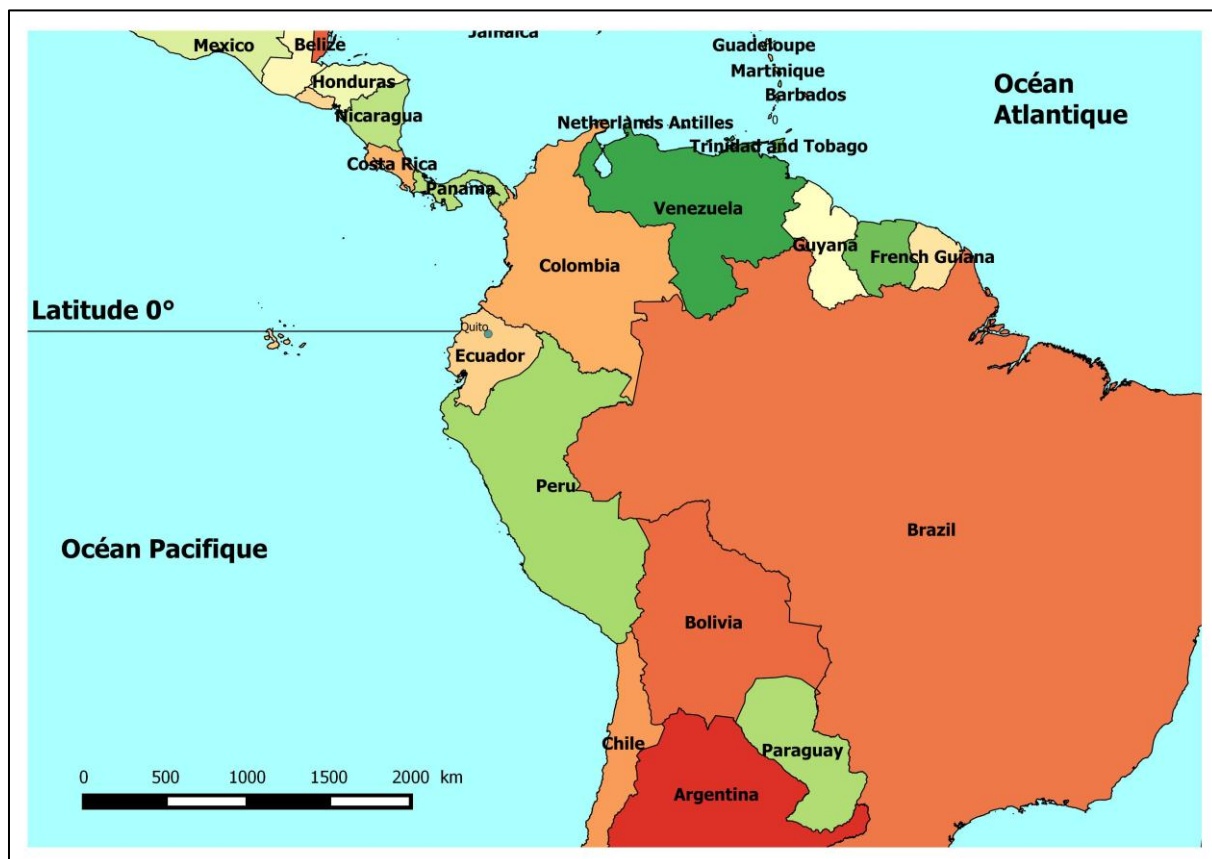 Jamaica
Mexico
Belize
Guadeloupe
Honduras
Martinique
Océan
Atlantique
Barbados
Nicaragua
Netherlands Antilles
Trinidad and Tobago
Costa Rica
Panama
Venezuela
Guyana
French Guiana
Colombia
Latitude 0°
Quito
Ecuador
Peru
Océan Pacifique
Brazil
Bolivia
Chile
Paraguay
0 500 1000 1500 2000 km
Argentina